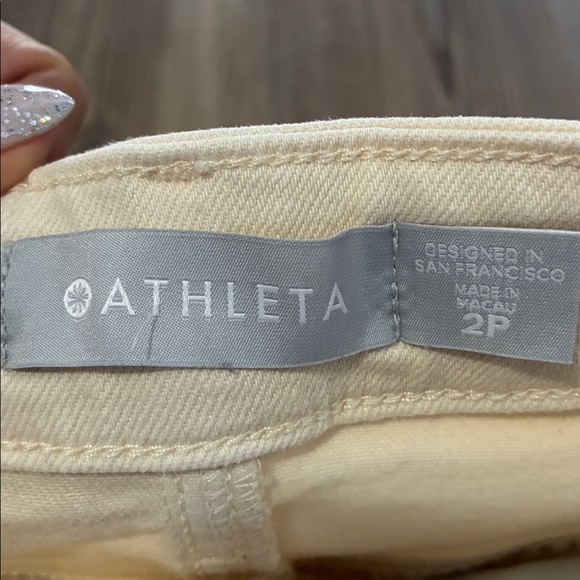 ATHLETA
DESIGNED IN
SAN FRANCISCO
MADE IN
MACAU
2P